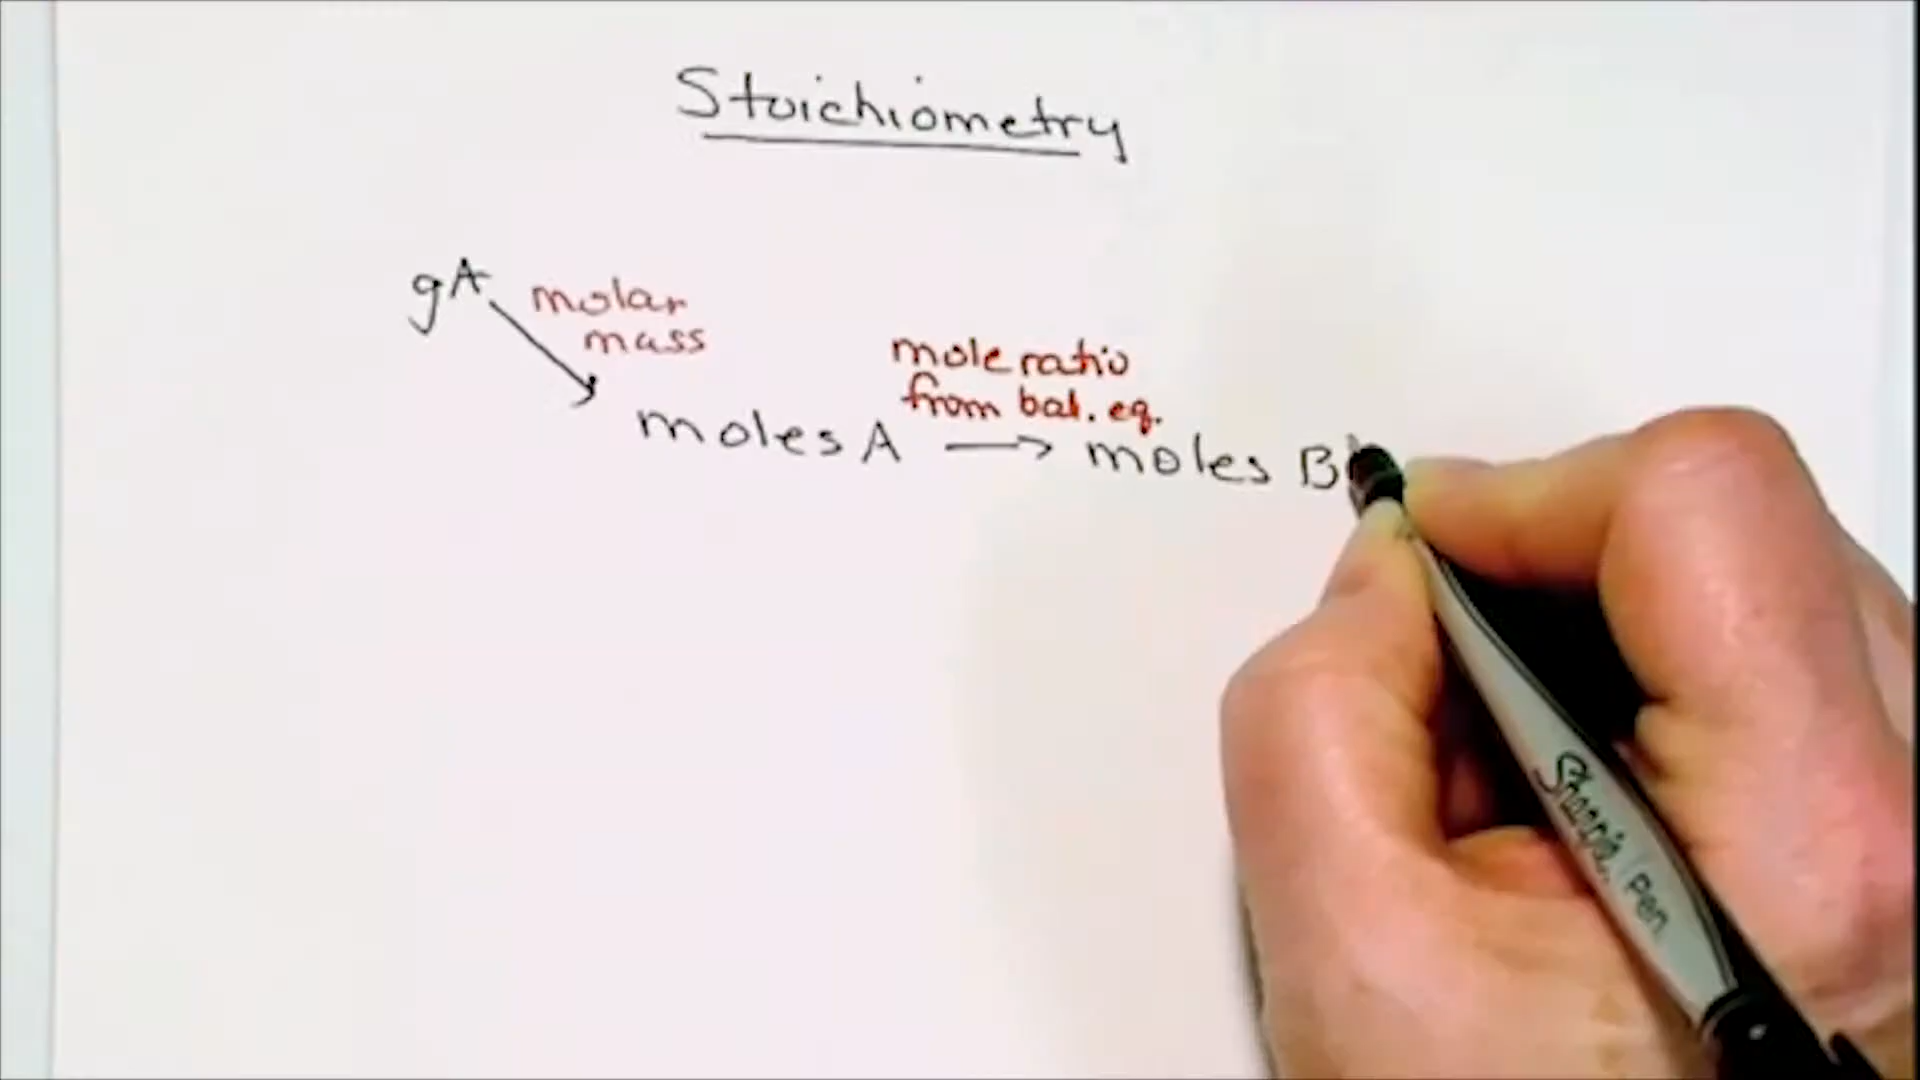 Stoichiometry
gA
molar
mass
mole ratio
from bal. eq.
moles A → moles B
Sharpie Pen